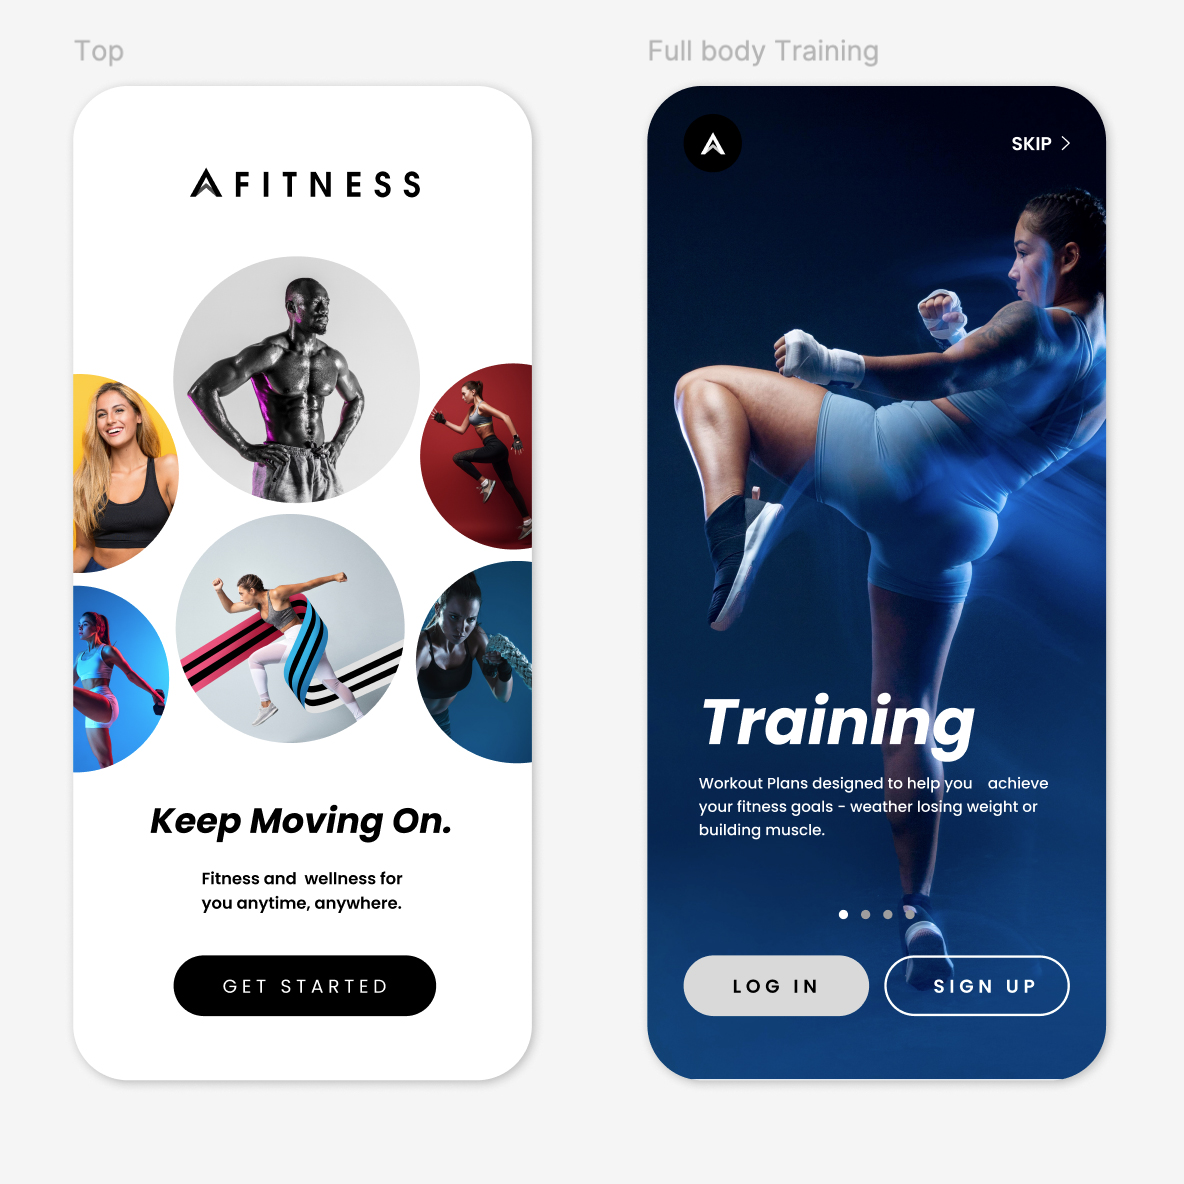 Top
Full body Training
AFITNESS
Keep Moving On.
Fitness and  wellness for
you anytime, anywhere.
GET STARTED
A
SKIP >
Training
Workout Plans designed to help you   achieve
your fitness goals - weather losing weight or
building muscle.
LOG IN
SIGN UP